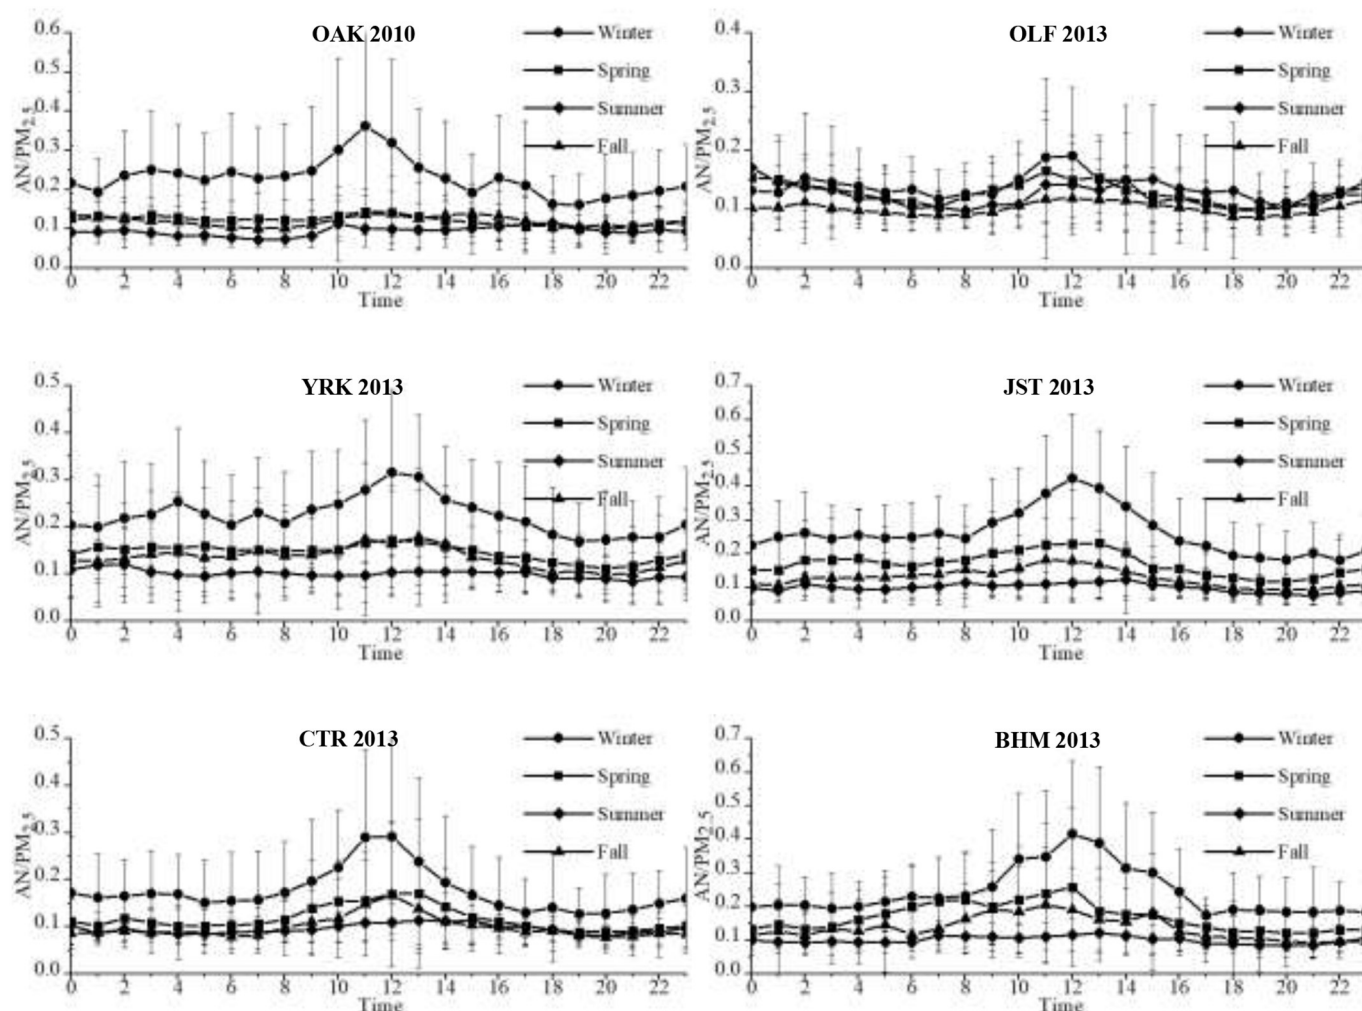 OAK 2010
0.6
0.5
0.4
0.3
0.2
0.1
0.0
AN/PM2.5
Winter
Spring
Summer
Fall
0 2 4 6 8 10 12 14 16 18 20 22
Time
OLF 2013
0.4
0.3
0.2
0.1
0.0
AN/PM2.5
Winter
Spring
Summer
Fall
0 2 4 6 8 10 12 14 16 18 20 22
Time
YRK 2013
0.5
0.4
0.3
0.2
0.1
0.0
AN/PM2.5
Winter
Spring
Summer
Fall
0 2 4 6 8 10 12 14 16 18 20 22
Time
JST 2013
0.7
0.6
0.5
0.4
0.3
0.2
0.1
0.0
AN/PM2.5
Winter
Spring
Summer
Fall
0 2 4 6 8 10 12 14 16 18 20 22
Time
CTR 2013
0.5
0.4
0.3
0.2
0.1
0.0
AN/PM2.5
Winter
Spring
Summer
Fall
0 2 4 6 8 10 12 14 16 18 20 22
Time
BHM 2013
0.7
0.6
0.5
0.4
0.3
0.2
0.1
0.0
AN/PM2.5
Winter
Spring
Summer
Fall
0 2 4 6 8 10 12 14 16 18 20 22
Time